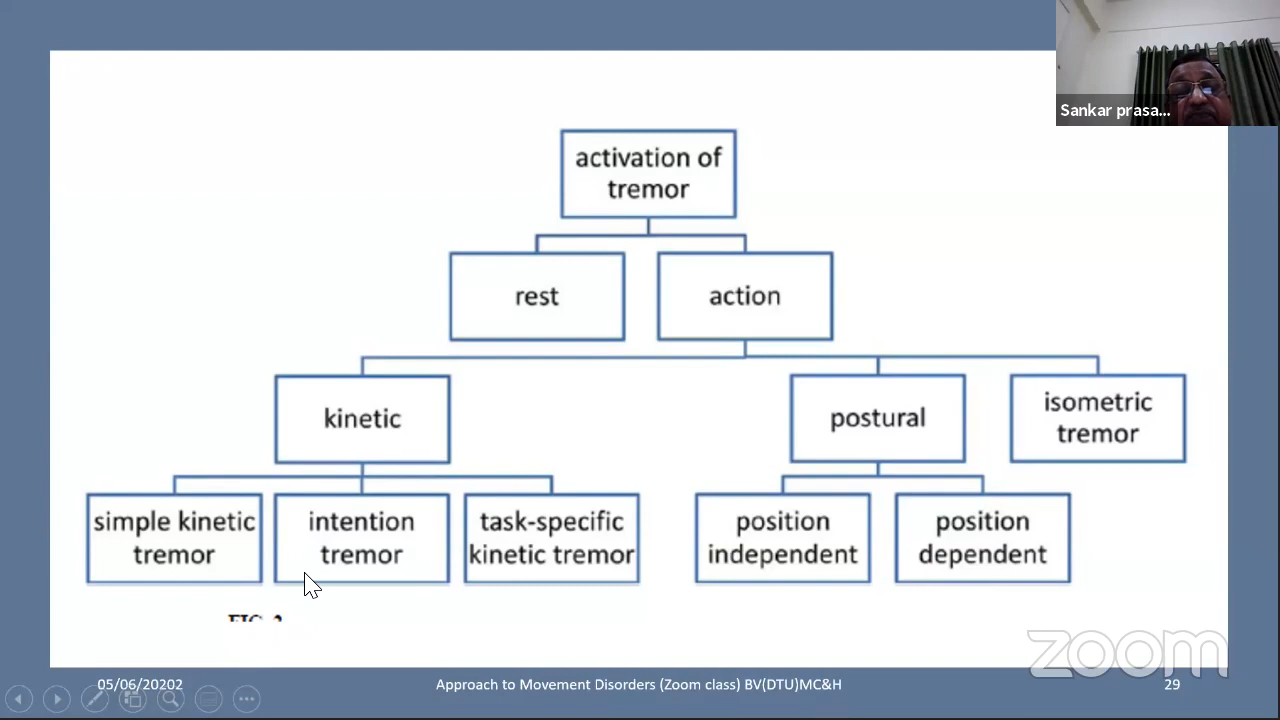 Sankar prasa...
activation of
tremor
rest
action
kinetic
postural
isometric
tremor
simple kinetic
tremor
intention
tremor
task-specific
kinetic tremor
position
independent
position
dependent
FIG. 2
zoom
05/06/20202
Approach to Movement Disorders (Zoom class) BV(DTU)MC&H
29